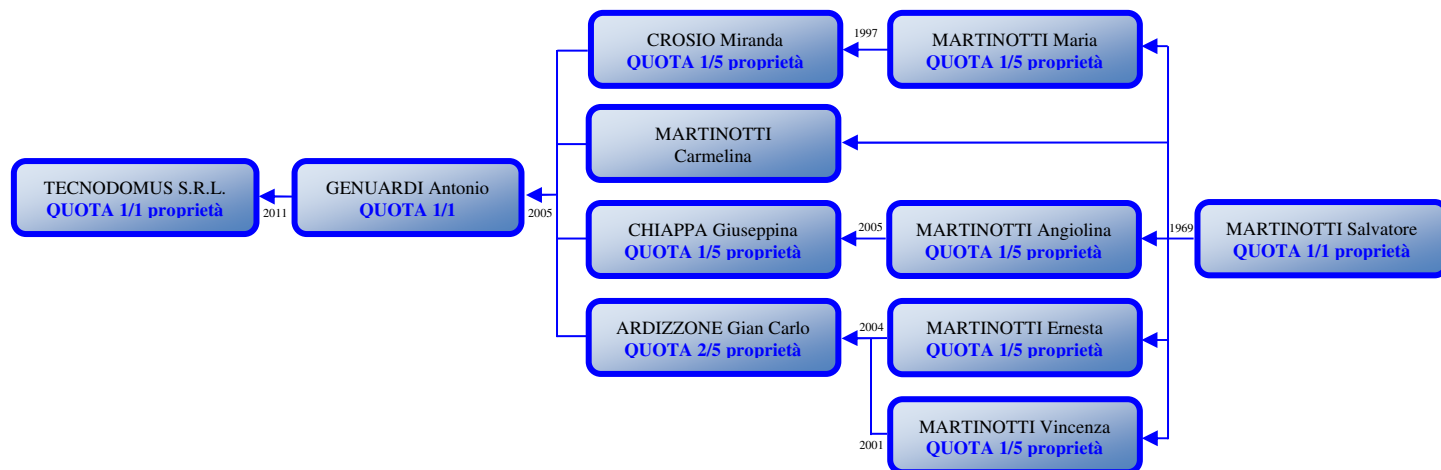 CROSIO Miranda
QUOTA 1/5 proprietà
1997
MARTINOTTI Maria
QUOTA 1/5 proprietà
MARTINOTTI
Carmelina
TECNODOMUS S.R.L.
QUOTA 1/1 proprietà
2011
GENUARDI Antonio
QUOTA 1/1
2005
CHIAPPA Giuseppina
QUOTA 1/5 proprietà
2005
MARTINOTTI Angiolina
QUOTA 1/5 proprietà
1969
MARTINOTTI Salvatore
QUOTA 1/1 proprietà
ARDIZZONE Gian Carlo
QUOTA 2/5 proprietà
2004
MARTINOTTI Ernesta
QUOTA 1/5 proprietà
2001
MARTINOTTI Vincenza
QUOTA 1/5 proprietà